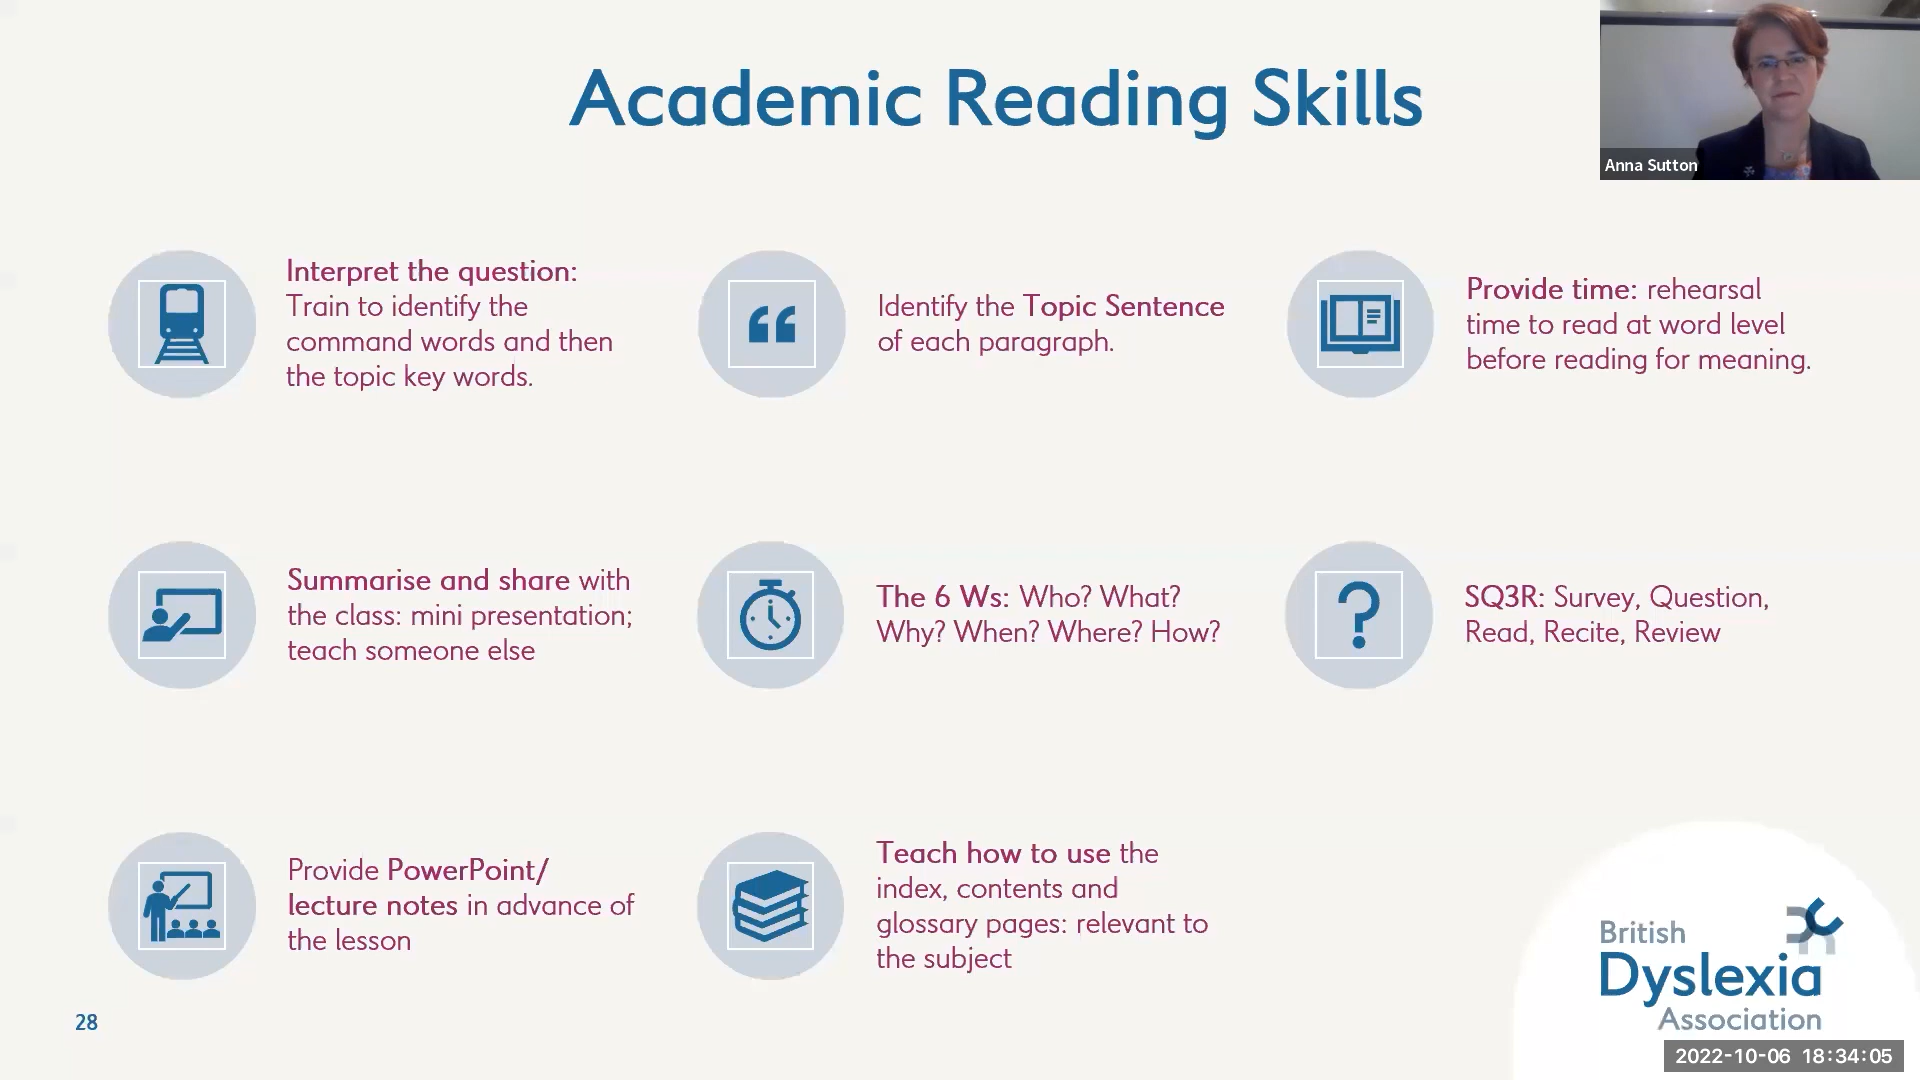 Academic Reading Skills
Anna Sutton
Interpret the question:
Train to identify the
command words and then
the topic key words.
Identify the Topic Sentence
of each paragraph.
Provide time: rehearsal
time to read at word level
before reading for meaning.
Summarise and share with
the class: mini presentation;
teach someone else
The 6 Ws: Who? What?
Why? When? Where? How?
SQ3R: Survey, Question,
Read, Recite, Review
Provide PowerPoint/
lecture notes in advance of
the lesson
Teach how to use the
index, contents and
glossary pages: relevant to
the subject
British
Dyslexia
Association
28
2022-10-06 18:34:05